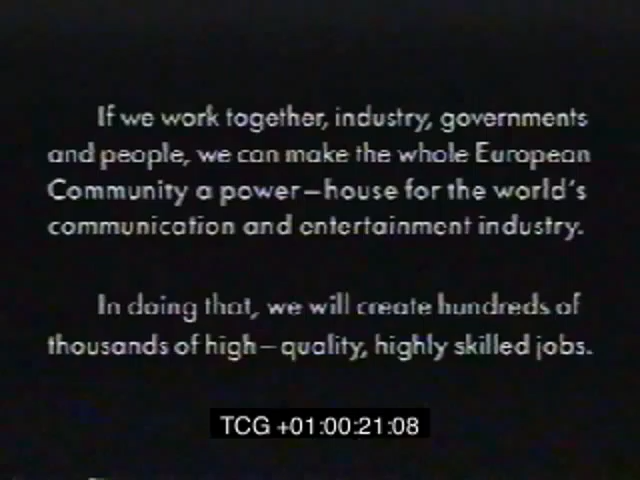 If we work together, industry, governments
and people, we can make the whole European
Community a power-house for the world's
communication and entertainment industry.
In doing that, we will create hundreds of
thousands of high-quality, highly skilled jobs.
TCG +01:00:21:08